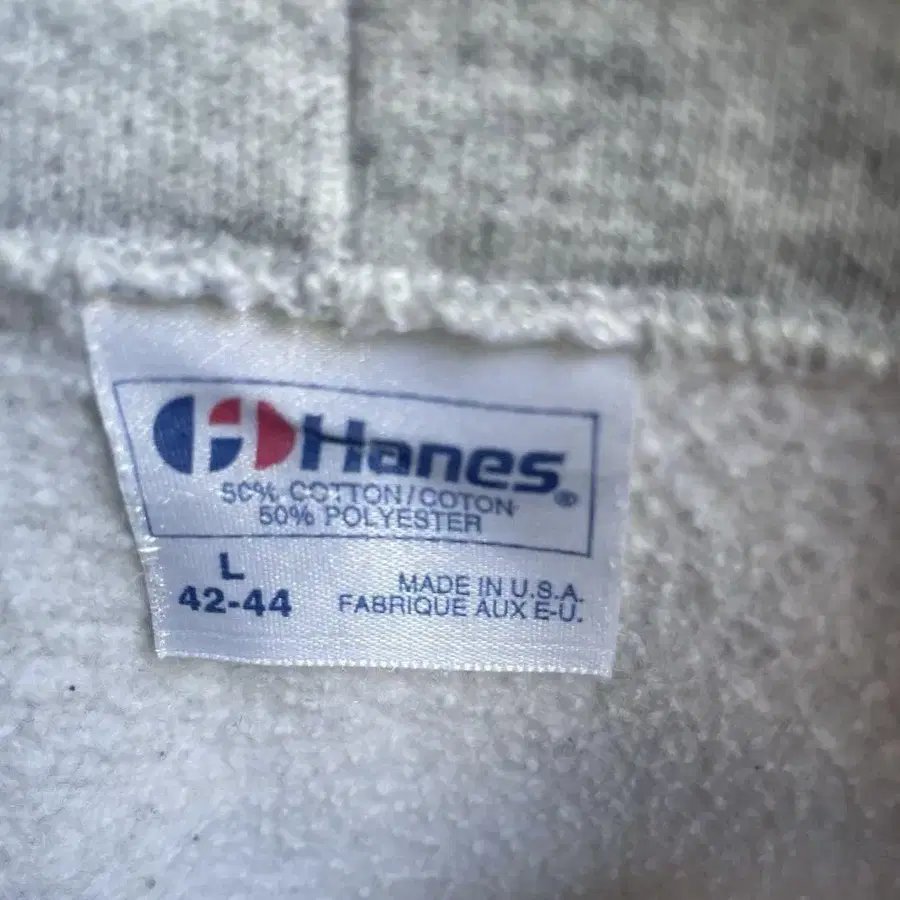 Hanes®
50% COTTON/COTON
50% POLYESTER
L
42-44
MADE IN U.S.A.
FABRIQUE AUX E-U.